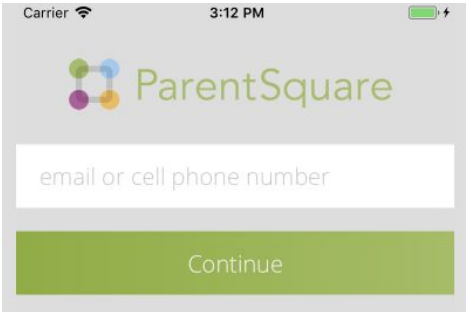 Carrier 3:12 PM
ParentSquare
email or cell phone number
Continue